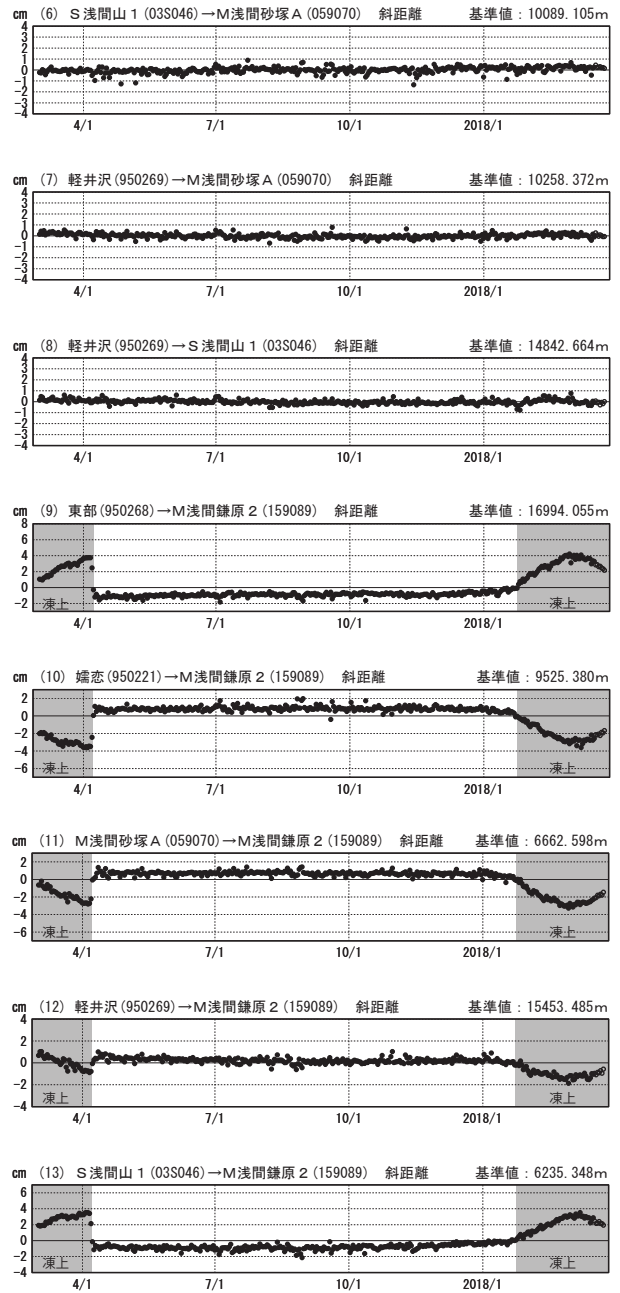 cm (6) S浅間山1(03S046)→M浅間砂塚A(059070) 斜距離 基準値：10089.105m
4
3
2
1
0
-1
-2
-3
-4
4/1 7/1 10/1 2018/1
cm (7) 軽井沢(950269)→M浅間砂塚A(059070) 斜距離 基準値：10258.372m
4
3
2
1
0
-1
-2
-3
-4
4/1 7/1 10/1 2018/1
cm (8) 軽井沢(950269)→S浅間山1(03S046) 斜距離 基準値：14842.664m
4
3
2
1
0
-1
-2
-3
-4
4/1 7/1 10/1 2018/1
cm (9) 東部(950268)→M浅間鎌原2(159089) 斜距離 基準値：16994.055m
8
6
4
2
0
-2
凍上 凍上
4/1 7/1 10/1 2018/1
cm (10) 嬬恋(950221)→M浅間鎌原2(159089) 斜距離 基準値：9525.380m
2
0
-2
-4
-6
凍上 凍上
4/1 7/1 10/1 2018/1
cm (11) M浅間砂塚A(059070)→M浅間鎌原2(159089) 斜距離 基準値：6662.598m
2
0
-2
-4
-6
凍上 凍上
4/1 7/1 10/1 2018/1
cm (12) 軽井沢(950269)→M浅間鎌原2(159089) 斜距離 基準値：15453.485m
4
2
0
-2
-4
凍上 凍上
4/1 7/1 10/1 2018/1
cm (13) S浅間山1(03S046)→M浅間鎌原2(159089) 斜距離 基準値：6235.348m
6
4
2
0
-2
-4
凍上 凍上
4/1 7/1 10/1 2018/1